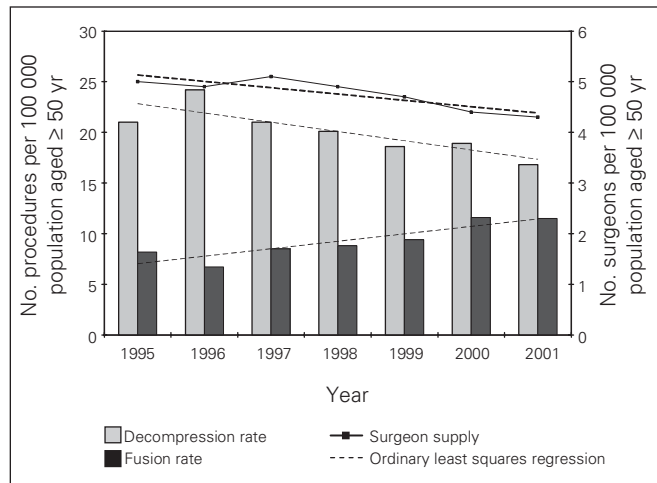 No. procedures per 100 000
population aged ≥ 50 yr
30
25
20
15
10
5
0
No. surgeons per 100 000
population aged ≥ 50 yr
6
5
4
3
2
1
0
1995 1996 1997 1998 1999 2000 2001
Year
Decompression rate
Fusion rate
Surgeon supply
Ordinary least squares regression